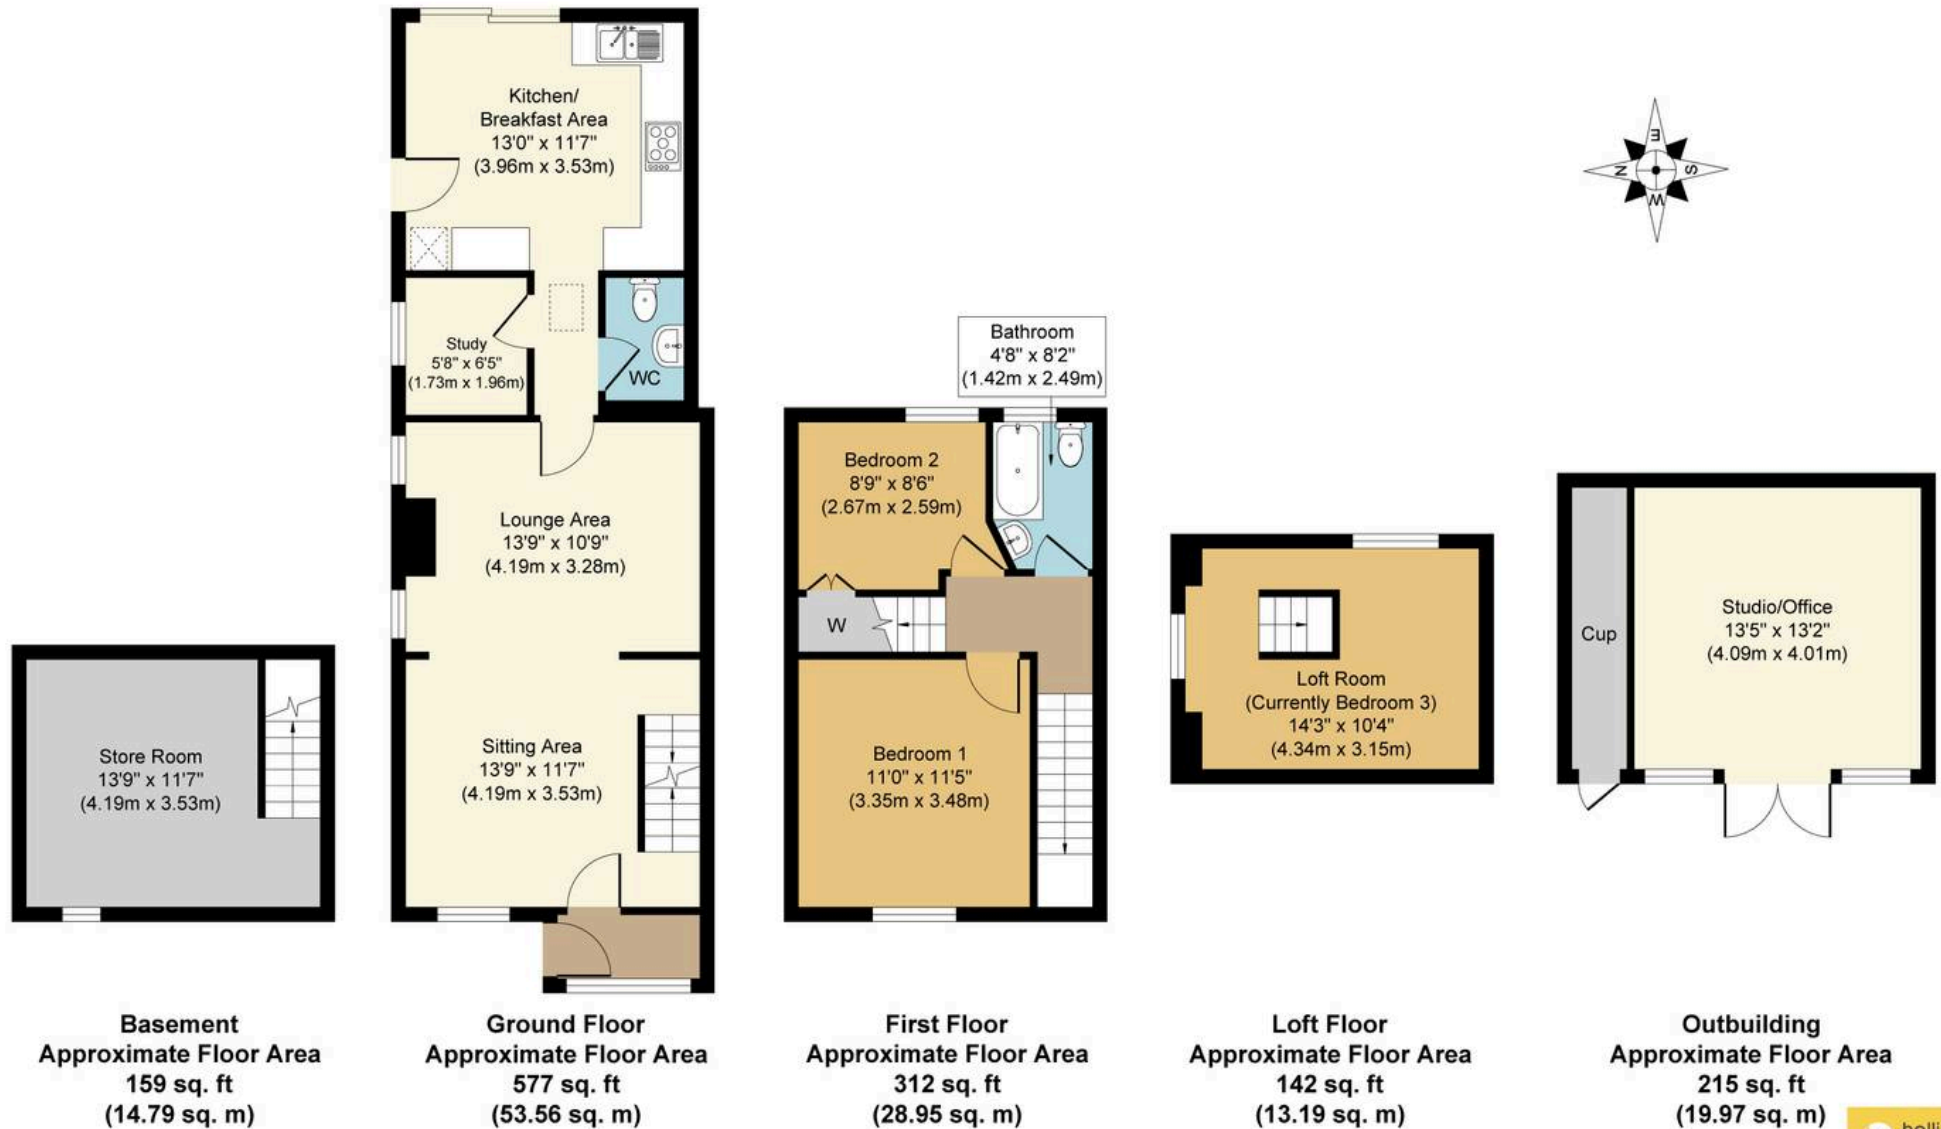 Kitchen/
Breakfast Area
13'0" x 11'7"
(3.96m x 3.53m)
E
N
S
W
Study
5'8" x 6'5"
(1.73m x 1.96m)
WC
Bathroom
4'8" x 8'2"
(1.42m x 2.49m)
Lounge Area
13'9" x 10'9"
(4.19m x 3.28m)
Bedroom 2
8'9" x 8'6"
(2.67m x 2.59m)
W
Cup
Studio/Office
13'5" x 13'2"
(4.09m x 4.01m)
Loft Room
(Currently Bedroom 3)
14'3" x 10'4"
(4.34m x 3.15m)
Store Room
13'9" x 11'7"
(4.19m x 3.53m)
Sitting Area
13'9" x 11'7"
(4.19m x 3.53m)
Bedroom 1
11'0" x 11'5"
(3.35m x 3.48m)
Basement
Approximate Floor Area
159 sq. ft
(14.79 sq. m)
Ground Floor
Approximate Floor Area
577 sq. ft
(53.56 sq. m)
First Floor
Approximate Floor Area
312 sq. ft
(28.95 sq. m)
Loft Floor
Approximate Floor Area
142 sq. ft
(13.19 sq. m)
Outbuilding
Approximate Floor Area
215 sq. ft
(19.97 sq. m)